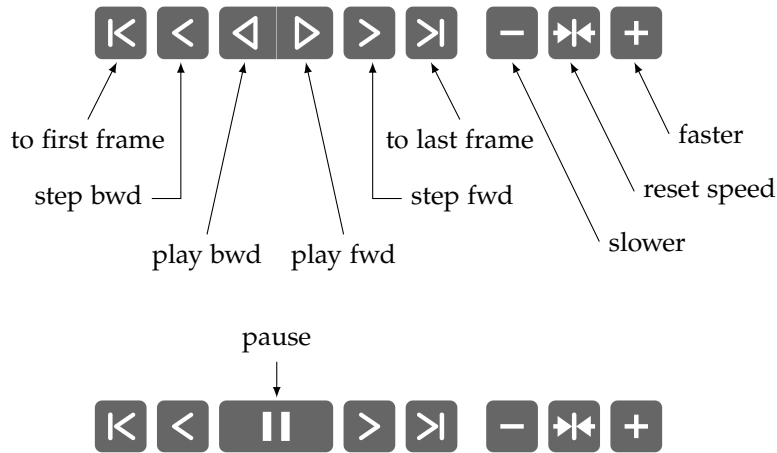 to first frame
to last frame
faster
step bwd
step fwd
reset speed
play bwd
play fwd
slower
pause